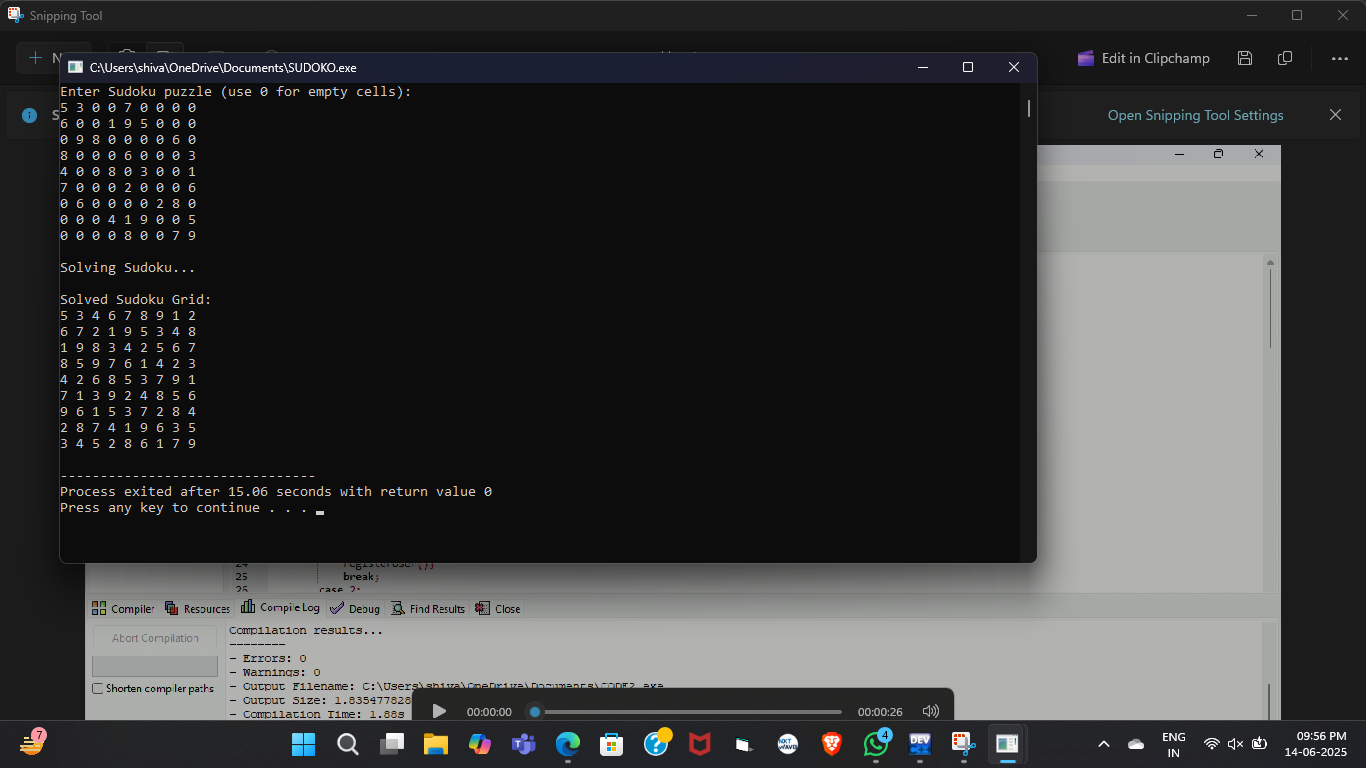 Snipping Tool
Edit in Clipchamp
C:\Users\shiva\OneDrive\Documents\SUDOKO.exe
Open Snipping Tool Settings
Enter Sudoku puzzle (use 0 for empty cells):
5 3 0 0 7 0 0 0 0
6 0 0 1 9 5 0 0 0
0 9 8 0 0 0 0 6 0
8 0 0 0 6 0 0 0 3
4 0 0 8 0 3 0 0 1
7 0 0 0 2 0 0 0 6
0 6 0 0 0 0 2 8 0
0 0 0 4 1 9 0 0 5
0 0 0 0 8 0 0 7 9
Solving Sudoku...
Solved Sudoku Grid:
5 3 4 6 7 8 9 1 2
6 7 2 1 9 5 3 4 8
1 9 8 3 4 2 5 6 7
8 5 9 7 6 1 4 2 3
4 2 6 8 5 3 7 9 1
7 1 3 9 2 4 8 5 6
9 6 1 5 3 7 2 8 4
2 8 7 4 1 9 6 3 5
3 4 5 2 8 6 1 7 9
--------------------------------
Process exited after 15.06 seconds with return value 0
Press any key to continue . . .
25 break;
26 case 2:
Compiler Resources Compile Log Debug Find Results Close
Abort Compilation
Shorten compiler paths
Compilation results...
--------
- Errors: 0
- Warnings: 0
- Output Filename: C:\Users\shiva\OneDrive\Documents\CODE2.exe
- Output Size: 1.835477828
- Compilation Time: 1.88s
00:00:00 00:00:26
7
4
DEV
ENG
IN
09:56 PM
14-06-2025